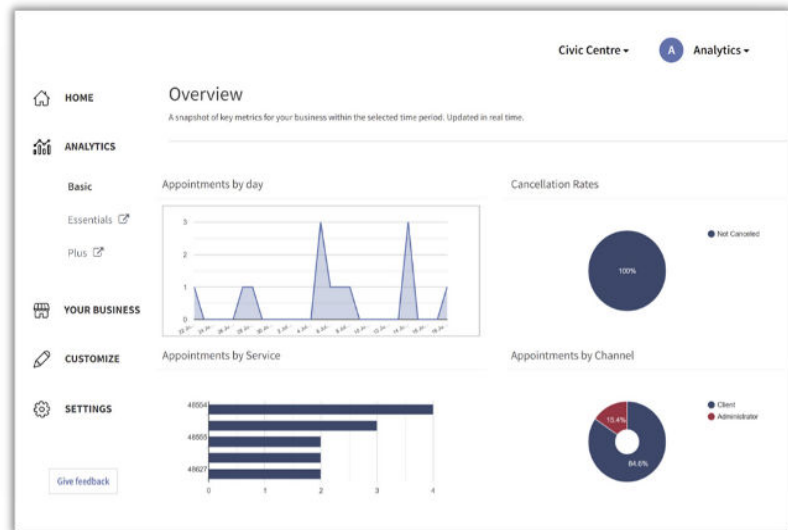 Civic Centre
A
Analytics
HOME
ANALYTICS
Basic
Essentials
Plus
YOUR BUSINESS
CUSTOMIZE
SETTINGS
Give feedback
Overview
A snapshot of key metrics for your business within the selected time period. Updated in real time.
Appointments by day
3
2
1
0
Cancellation Rates
100%
Not Canceled
Appointments by Service
48554
48555
48627
0 1 2 3 4
Appointments by Channel
15.4%
84.6%
Client
Administrator